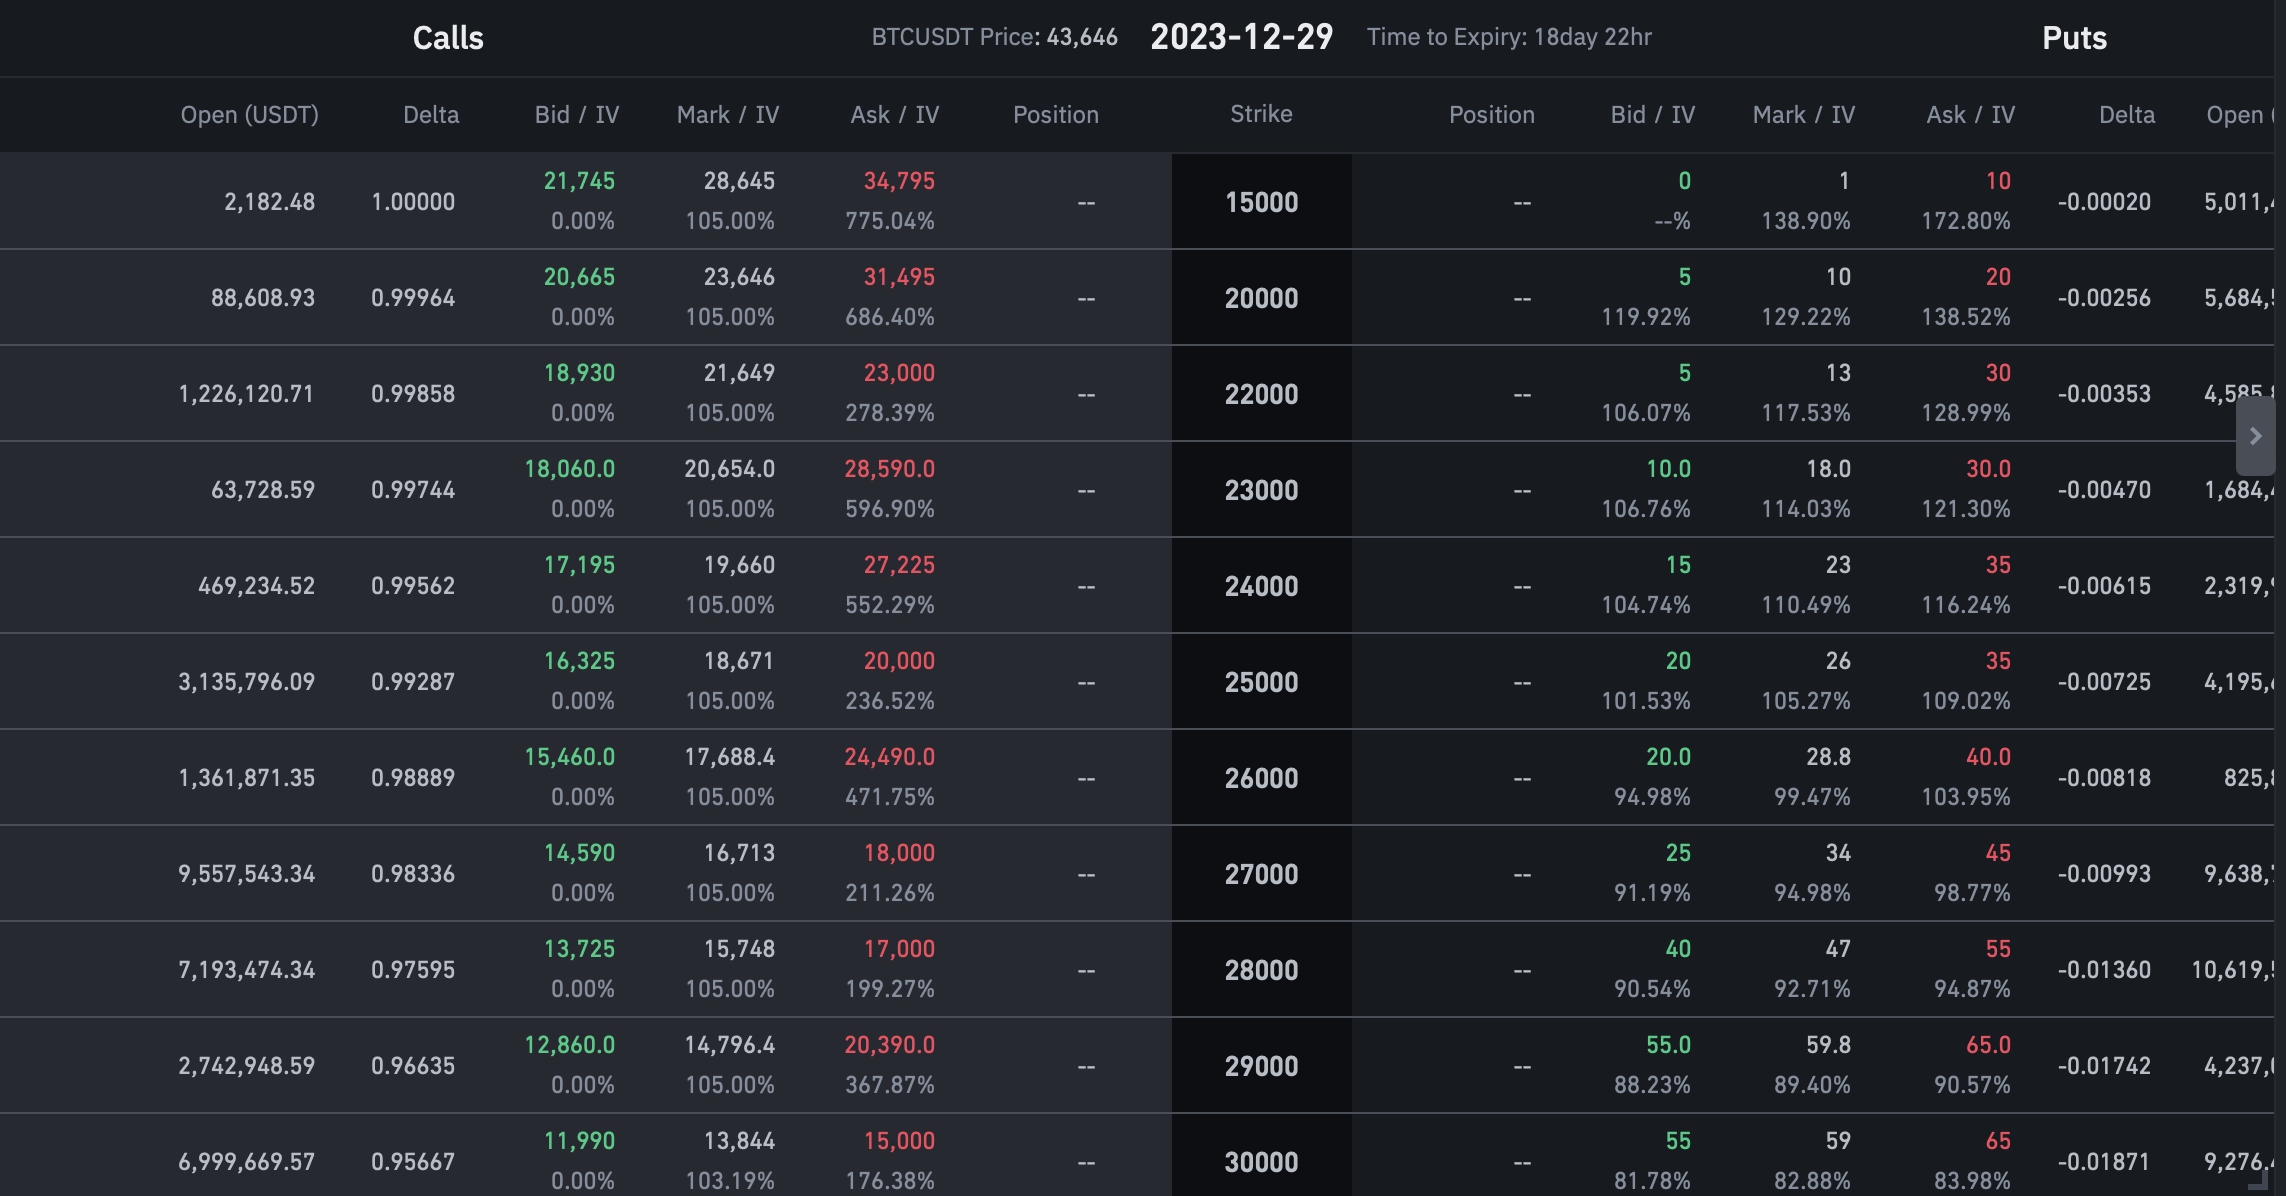 Calls BTCUSDT Price: 43,646 2023-12-29 Time to Expiry: 18day 22hr Puts
Open (USDT) Delta Bid / IV Mark / IV Ask / IV Position Strike Position Bid / IV Mark / IV Ask / IV Delta Open (
21,745 28,645 34,795 0 1 10
2,182.48 1.00000 -- 15000 -- -0.00020 5,011,
0.00% 105.00% 775.04% --% 138.90% 172.80%
20,665 23,646 31,495 5 10 20
88,608.93 0.99964 -- 20000 -- -0.00256 5,684,
0.00% 105.00% 686.40% 119.92% 129.22% 138.52%
18,930 21,649 23,000 5 13 30
1,226,120.71 0.99858 -- 22000 -- -0.00353 4,585,
0.00% 105.00% 278.39% 106.07% 117.53% 128.99%
18,060.0 20,654.0 28,590.0 10.0 18.0 30.0
63,728.59 0.99744 -- 23000 -- -0.00470 1,684,
0.00% 105.00% 596.90% 106.76% 114.03% 121.30%
17,195 19,660 27,225 15 23 35
469,234.52 0.99562 -- 24000 -- -0.00615 2,319,
0.00% 105.00% 552.29% 104.74% 110.49% 116.24%
16,325 18,671 20,000 20 26 35
3,135,796.09 0.99287 -- 25000 -- -0.00725 4,195,
0.00% 105.00% 236.52% 101.53% 105.27% 109.02%
15,460.0 17,688.4 24,490.0 20.0 28.8 40.0
1,361,871.35 0.98889 -- 26000 -- -0.00818 825,
0.00% 105.00% 471.75% 94.98% 99.47% 103.95%
14,590 16,713 18,000 25 34 45
9,557,543.34 0.98336 -- 27000 -- -0.00993 9,638,
0.00% 105.00% 211.26% 91.19% 94.98% 98.77%
13,725 15,748 17,000 40 47 55
7,193,474.34 0.97595 -- 28000 -- -0.01360 10,619,
0.00% 105.00% 199.27% 90.54% 92.71% 94.87%
12,860.0 14,796.4 20,390.0 55.0 59.8 65.0
2,742,948.59 0.96635 -- 29000 -- -0.01742 4,237,
0.00% 105.00% 367.87% 88.23% 89.40% 90.57%
11,990 13,844 15,000 55 59 65
6,999,669.57 0.95667 -- 30000 -- -0.01871 9,276.
0.00% 103.19% 176.38% 81.78% 82.88% 83.98%